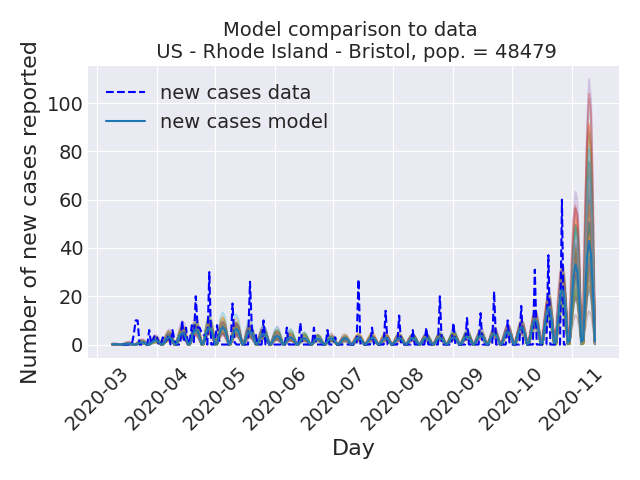 Model comparison to data
US - Rhode Island - Bristol, pop. = 48479
Number of new cases reported
100
80
60
40
20
0
new cases data
new cases model
2020-03
2020-04
2020-05
2020-06
2020-07
2020-08
2020-09
2020-10
2020-11
Day